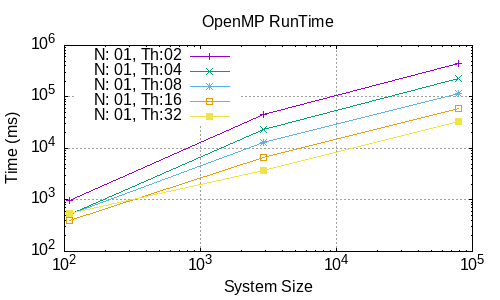 OpenMP RunTime
Time (ms)
10^6
10^5
10^4
10^3
10^2
N: 01, Th:02
N: 01, Th:04
N: 01, Th:08
N: 01, Th:16
N: 01, Th:32
10^2 10^3 10^4 10^5
System Size